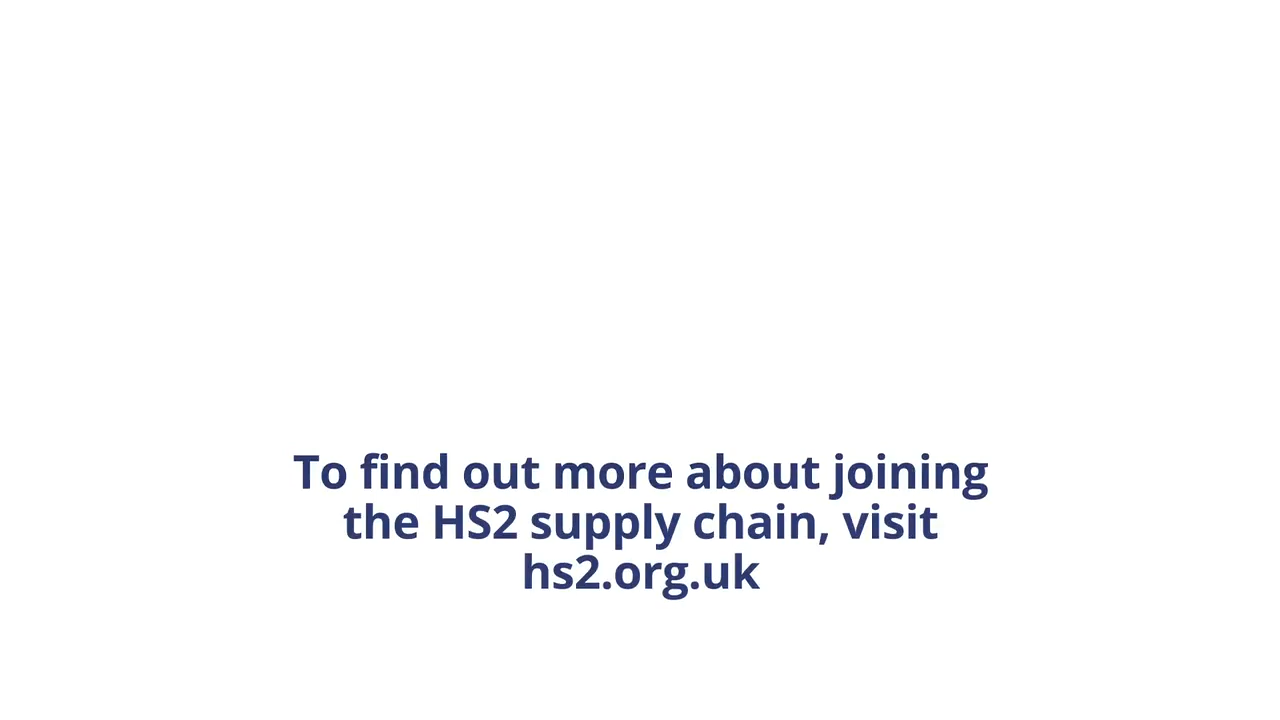 To find out more about joining
the HS2 supply chain, visit
hs2.org.uk